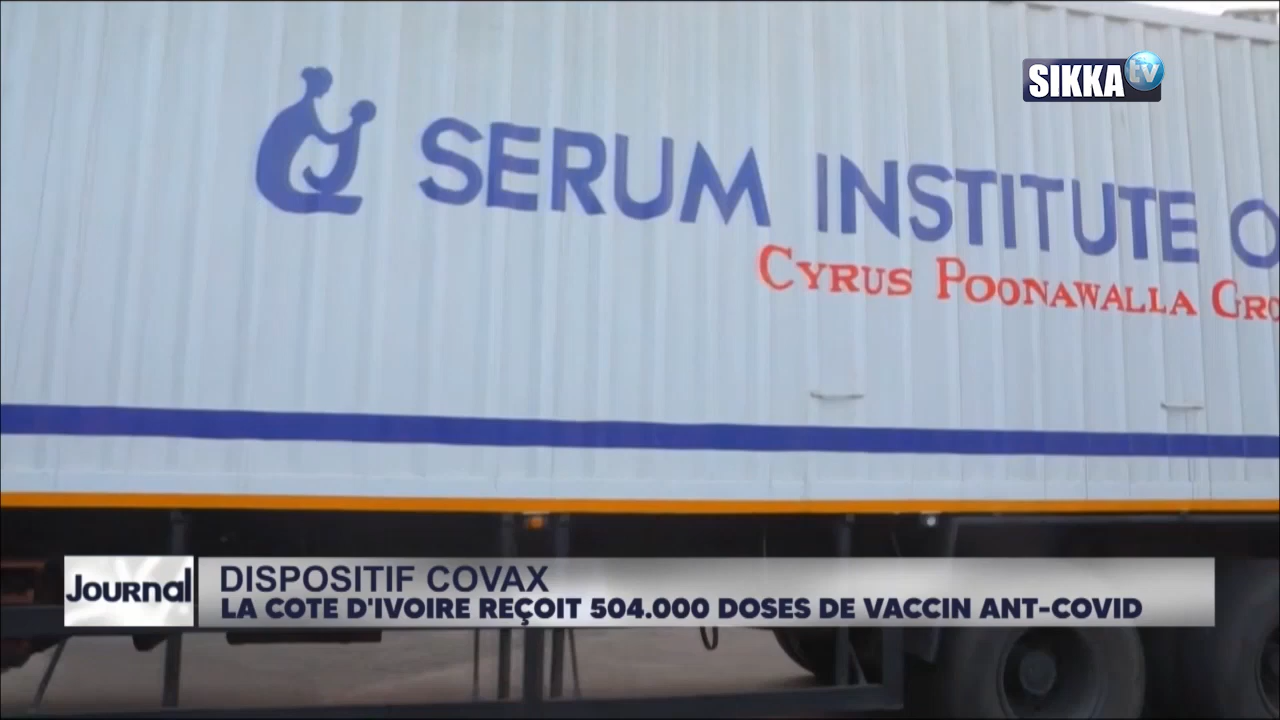 SIKKA tv
SERUM INSTITUTE
CYRUS POONAWALLA
Journal
DISPOSITIF COVAX
LA COTE D'IVOIRE REÇOIT 504.000 DOSES DE VACCIN ANT-COVID